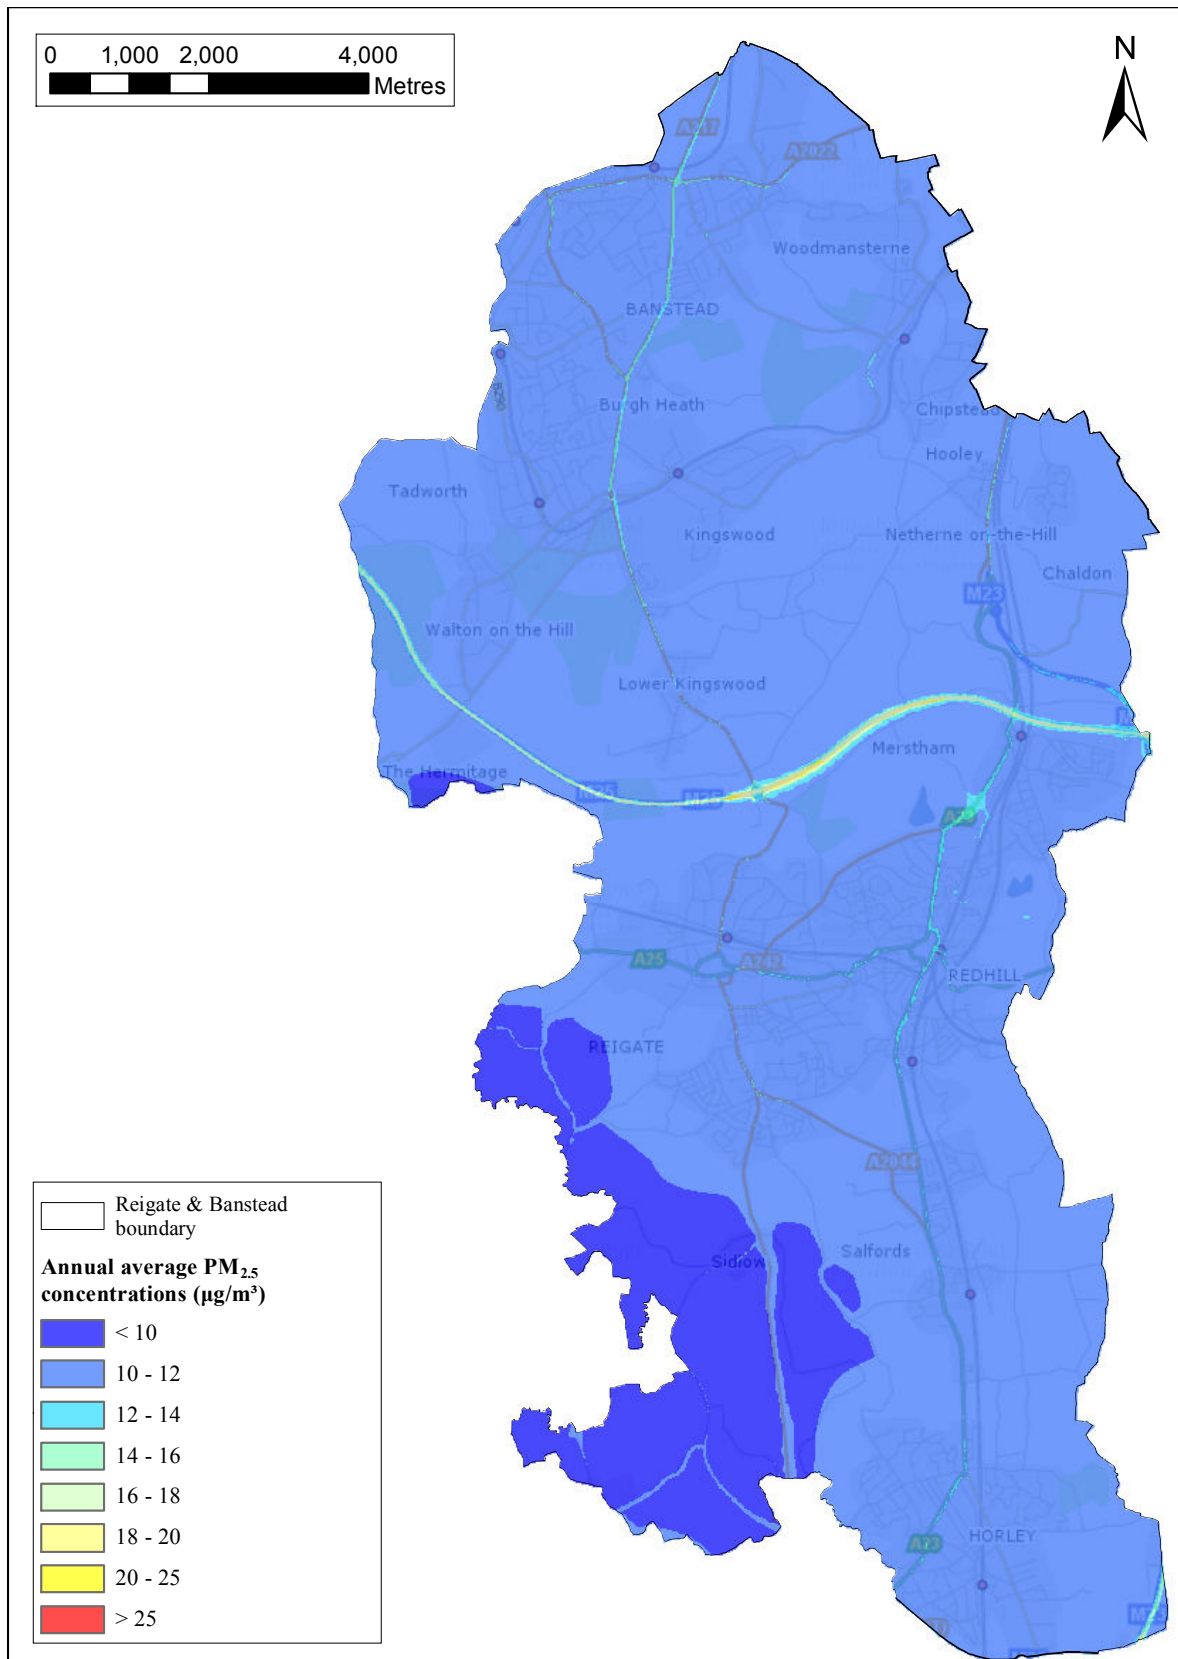 0 1,000 2,000 4,000
Metres
N
A217
A2022
Woodmansterne
BANSTEAD
B290
Burgh Heath
Chipstead
Hooley
Tadworth
Kingswood
Netherne on-the-Hill
Chaldon
M23
Walton on the Hill
Lower Kingswood
Merstham
The Hermitage
M25
M25
A23
A25
A242
REDHILL
REIGATE
A2044
Sidlow
Salfords
HORLEY
A23
M23
Reigate & Banstead
boundary
Annual average PM2.5
concentrations (µg/m³)
< 10
10 - 12
12 - 14
14 - 16
16 - 18
18 - 20
20 - 25
> 25